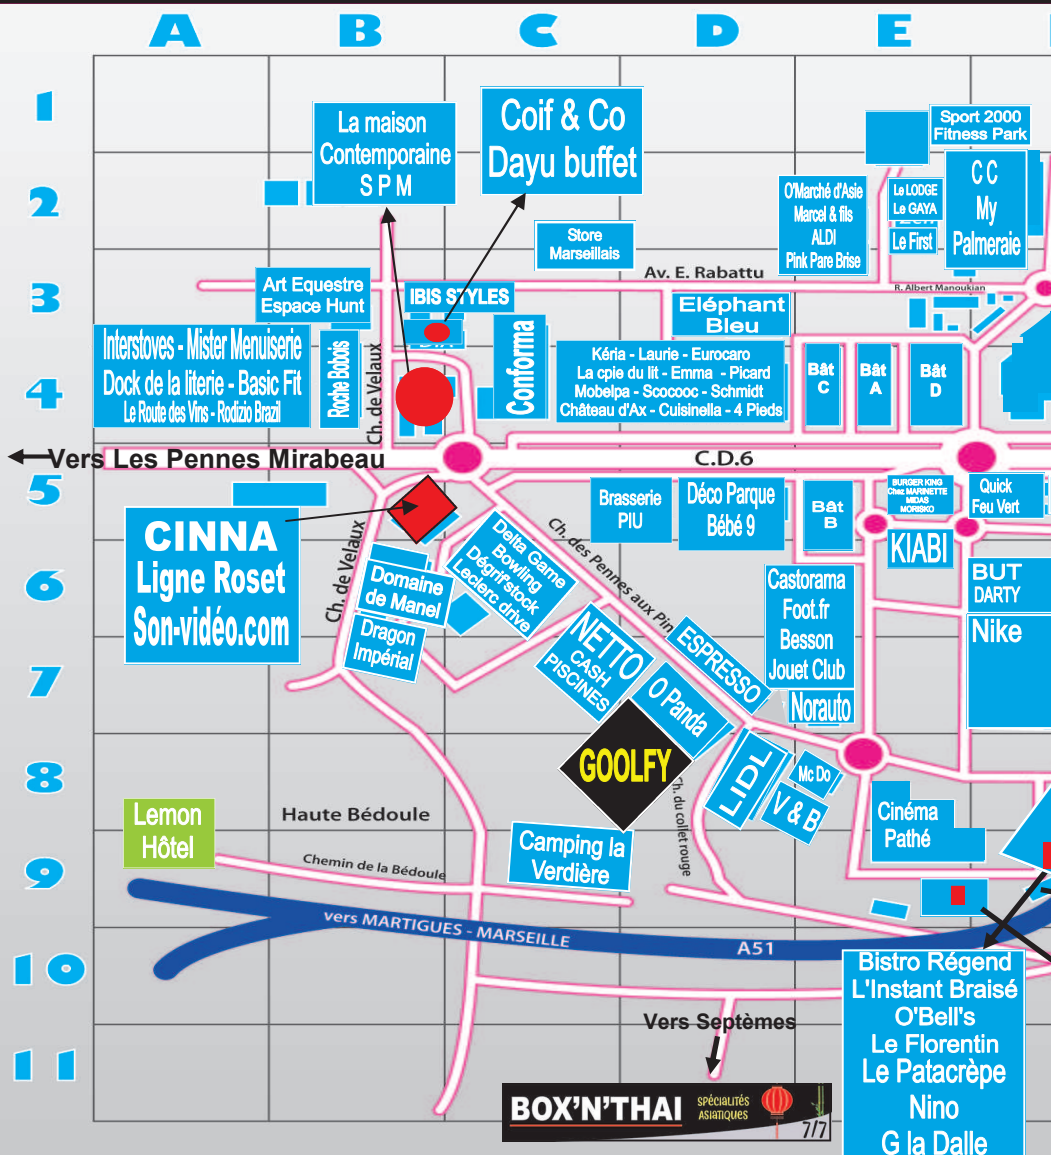 A B C D E
1
2
3
4
5
6
7
8
9
10
11
La maison
Contemporaine
S P M
Coif & Co
Dayu buffet
Sport 2000
Fitness Park
O'Marché d'Asie
Marcel & fils
ALDI
Pink Pare Brise
Le LODGE
Le GAYA
Le First
C C
My
Palmeraie
Store
Marseillais
Av. E. Rabattu
R. Albert Manoukian
Art Equestre
Espace Hunt
IBIS STYLES
Eléphant
Bleu
Interstoves - Mister Menuiserie
Dock de la literie - Basic Fit
Le Route des Vins - Rodizio Brazil
Roche Bobois
Ch. de Velaux
Conforma
Kéria - Laurie - Eurocaro
La cpie du lit - Emma - Picard
Mobelpa - Scocooc - Schmidt
Château d'Ax - Cuisinella - 4 Pieds
Bât
C
Bât
A
Bât
D
Vers Les Pennes Mirabeau
C.D.6
CINNA
Ligne Roset
Son-vidéo.com
Ch. de Velaux
Brasserie
PIU
Déco Parque
Bébé 9
Bât
B
BURGER KING
Chez MARINETTE
MIDAS
MORISKO
Quick
Feu Vert
KIABI
Delta Game
Bowling
Dégrif'stock
Leclerc drive
Ch. des Pennes aux Pin
Domaine
de Manel
Dragon
Impérial
Castorama
Foot.fr
Besson
Jouet Club
Norauto
BUT
DARTY
Nike
NETTO
CASH
PISCINES
ESPRESSO
O Panda
GOOLFY
LIDL
Mc Do
V & B
Ch. du collet rouge
Cinéma
Pathé
Lemon
Hôtel
Haute Bédoule
Chemin de la Bédoule
Camping la
Verdière
vers MARTIGUES - MARSEILLE
A51
Vers Septèmes
Bistro Régend
L'Instant Braisé
O'Bell's
Le Florentin
Le Patacrèpe
Nino
G la Dalle
BOX'N'THAI
SPÉCIALITÉS
ASIATIQUES
7/7